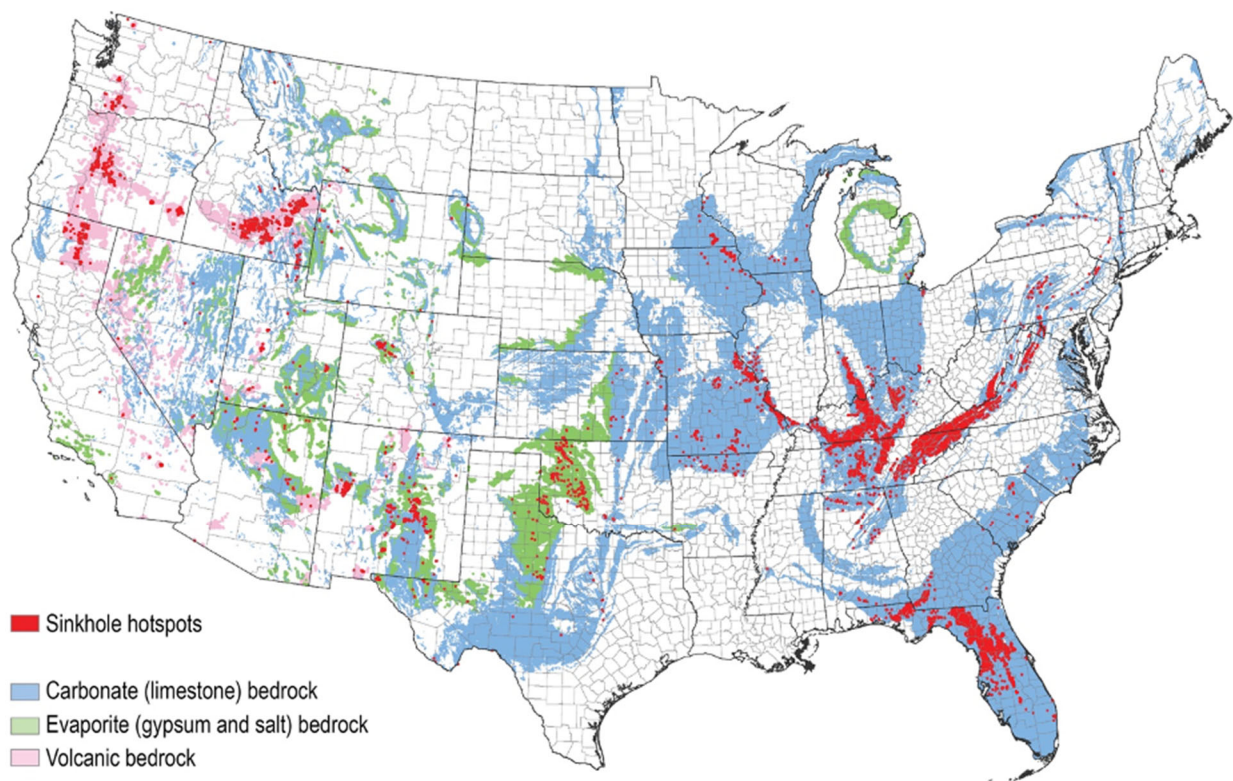 Sinkhole hotspots
Carbonate (limestone) bedrock
Evaporite (gypsum and salt) bedrock
Volcanic bedrock